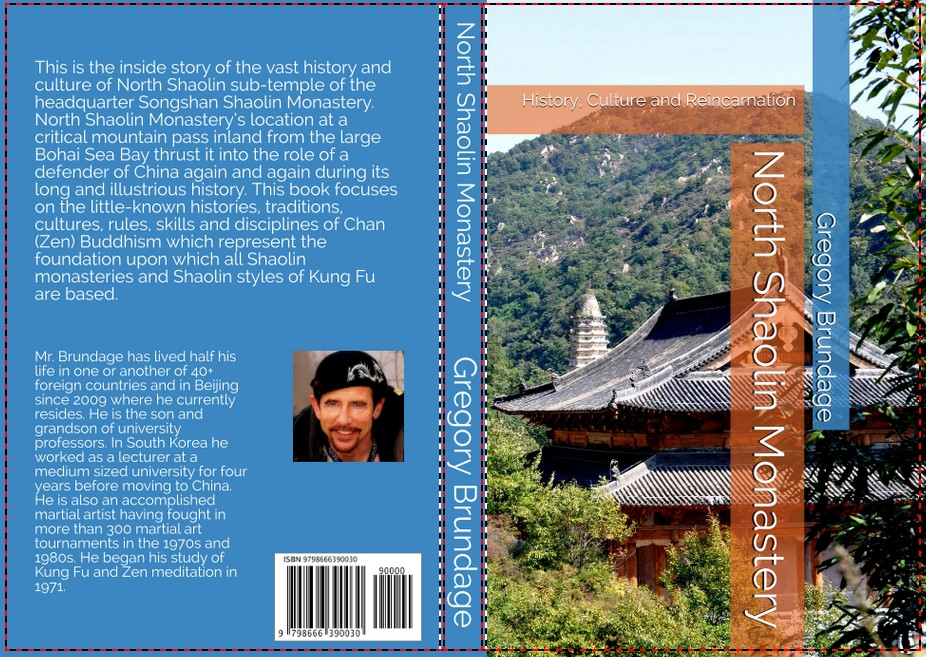 This is the inside story of the vast history and
culture of North Shaolin sub-temple of the
headquarter Songshan Shaolin Monastery.
North Shaolin Monastery's location at a
critical mountain pass inland from the large
Bohai Sea Bay thrust it into the role of a
defender of China again and again during its
long and illustrious history. This book focuses
on the little-known histories, traditions,
cultures, rules, skills and disciplines of Chan
(Zen) Buddhism which represent the
foundation upon which all Shaolin
monasteries and Shaolin styles of Kung Fu
are based.
Mr. Brundage has lived half his
life in one or another of 40+
foreign countries and in Beijing
since 2009 where he currently
resides. He is the son and
grandson of university
professors. In South Korea he
worked as a lecturer at a
medium sized university for four
years before moving to China.
He is also an accomplished
martial artist having fought in
more than 300 martial art
tournaments in the 1970s and
1980s. He began his study of
Kung Fu and Zen meditation in
1971.
ISBN 9798666390030
90000
9 798666 390030
North Shaolin Monastery
Gregory Brundage
History, Culture and Reincarnation
North Shaolin Monastery
Gregory Brundage